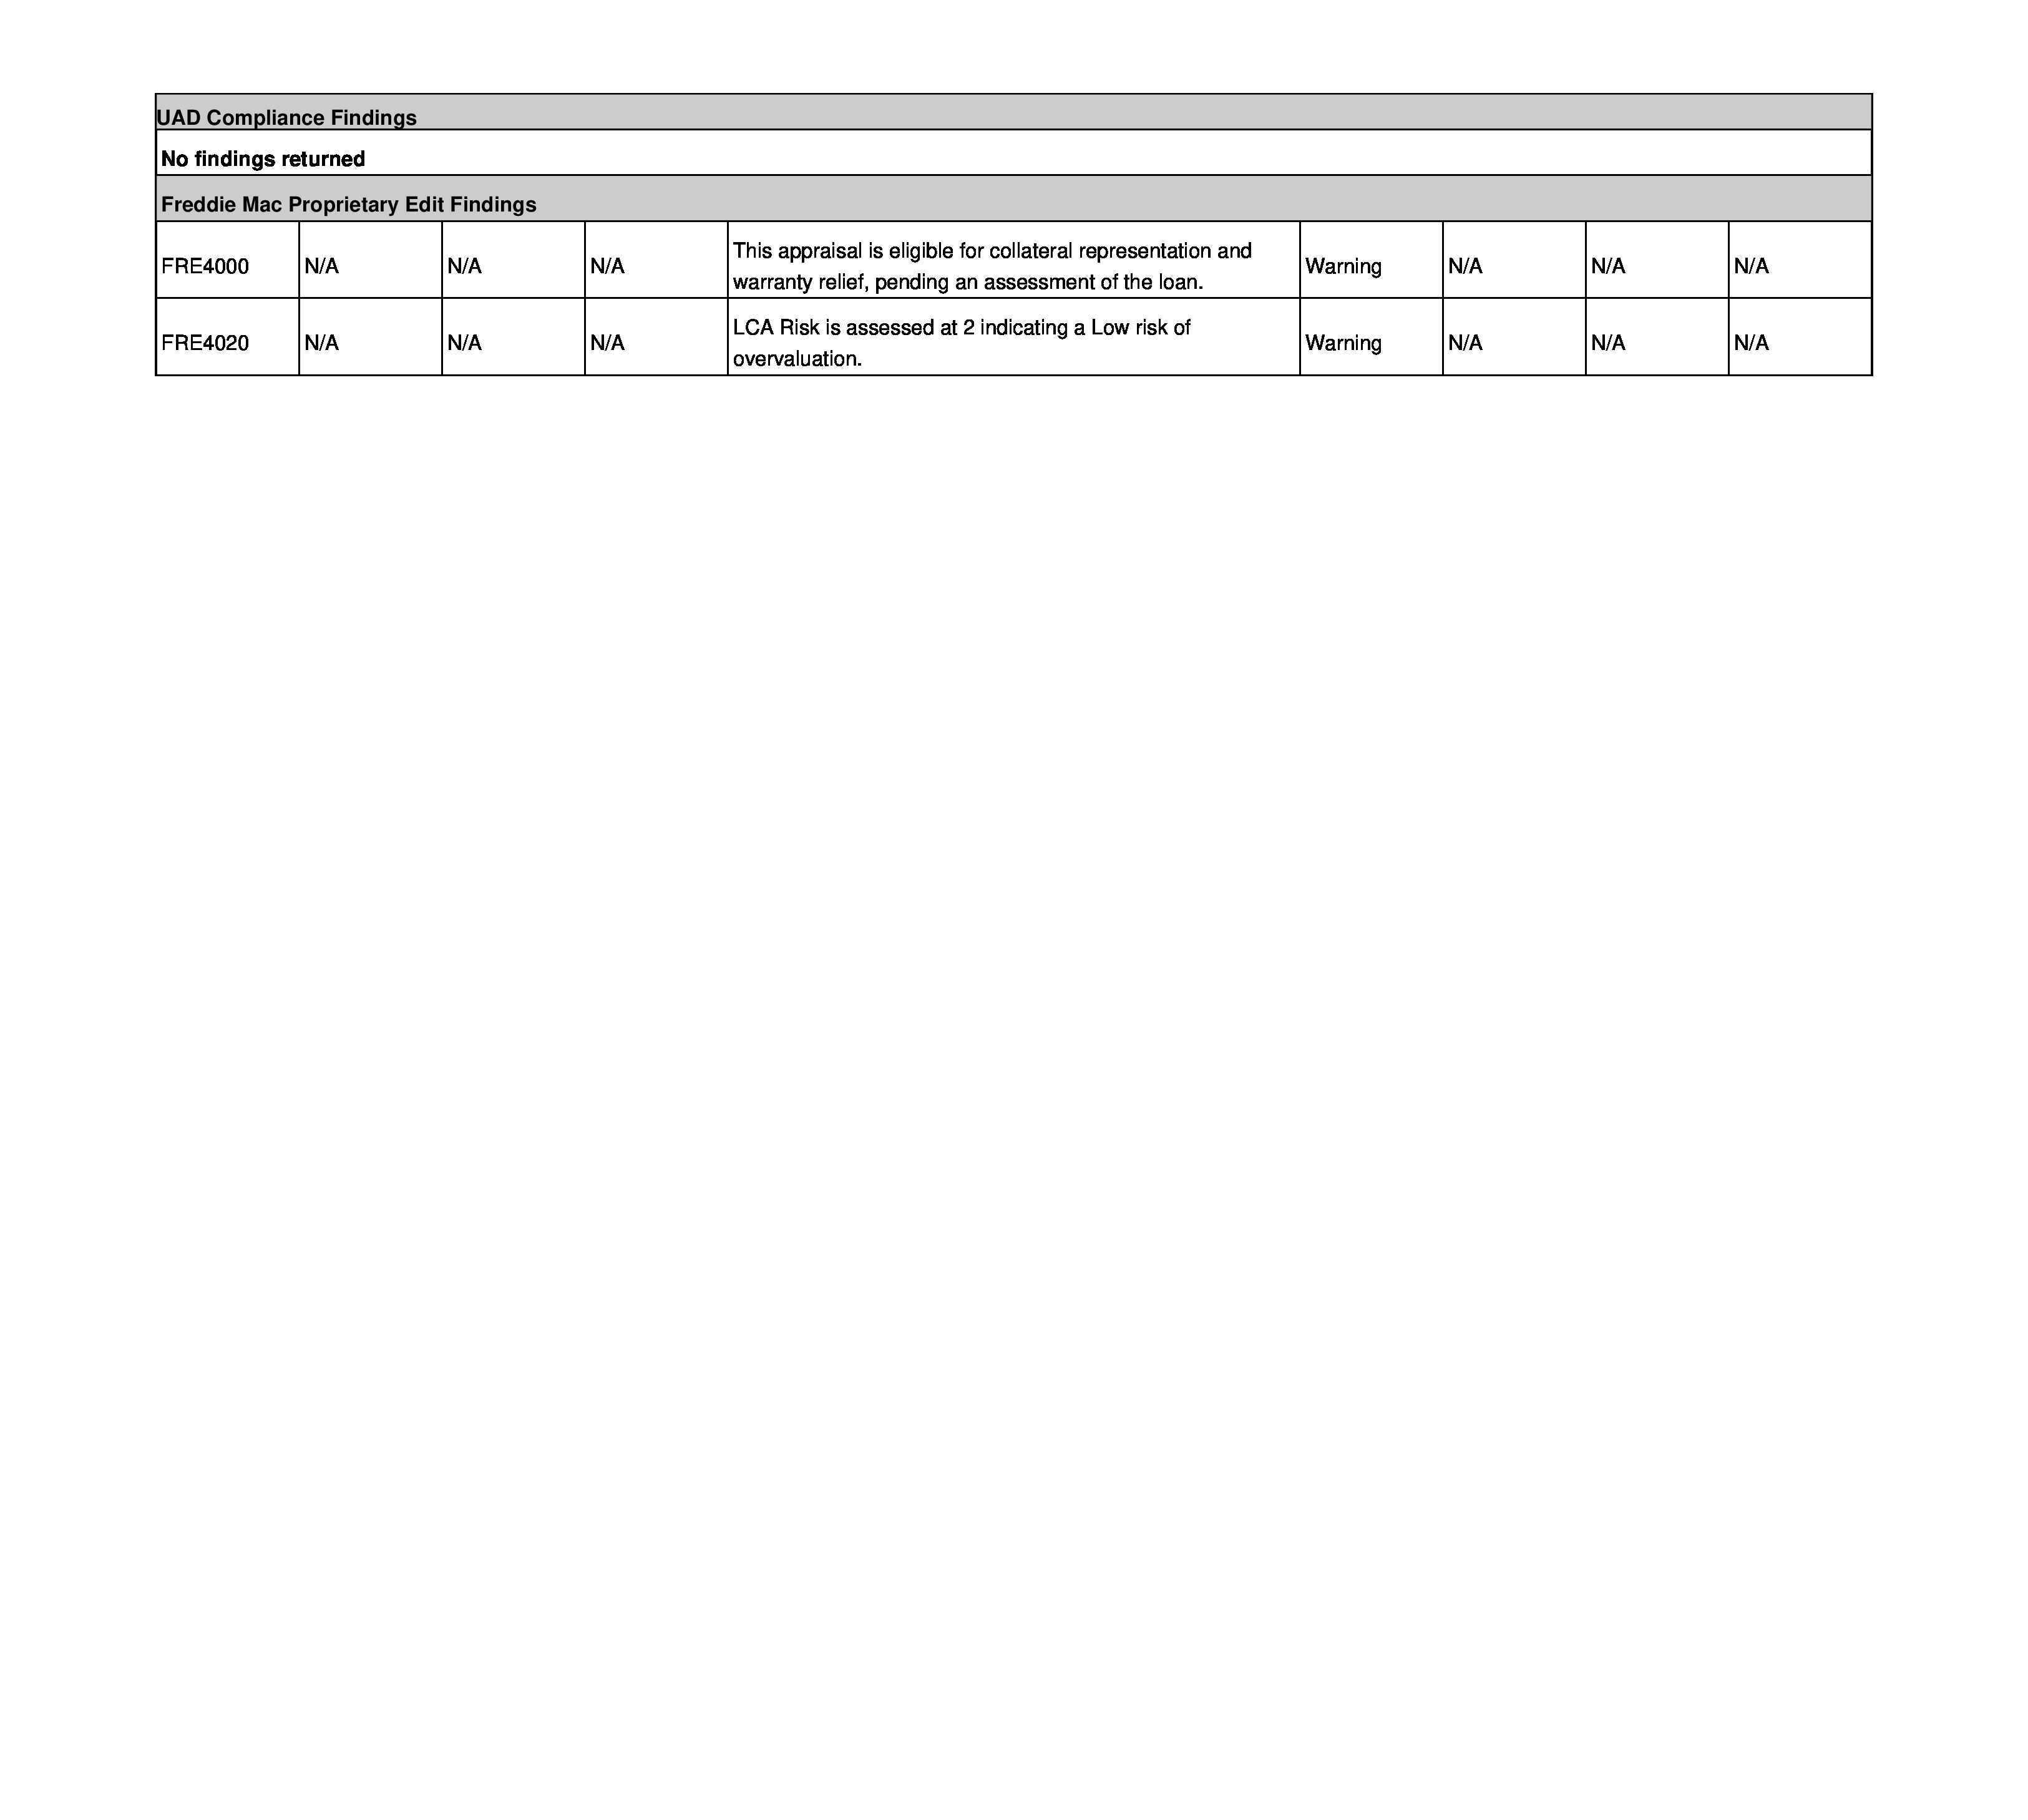 UAD Compliance Findings
No findings returned
Freddie Mac Proprietary Edit Findings
FRE4000 N/A N/A N/A This appraisal is eligible for collateral representation and warranty relief, pending an assessment of the loan. Warning N/A N/A N/A
FRE4020 N/A N/A N/A LCA Risk is assessed at 2 indicating a Low risk of overvaluation. Warning N/A N/A N/A